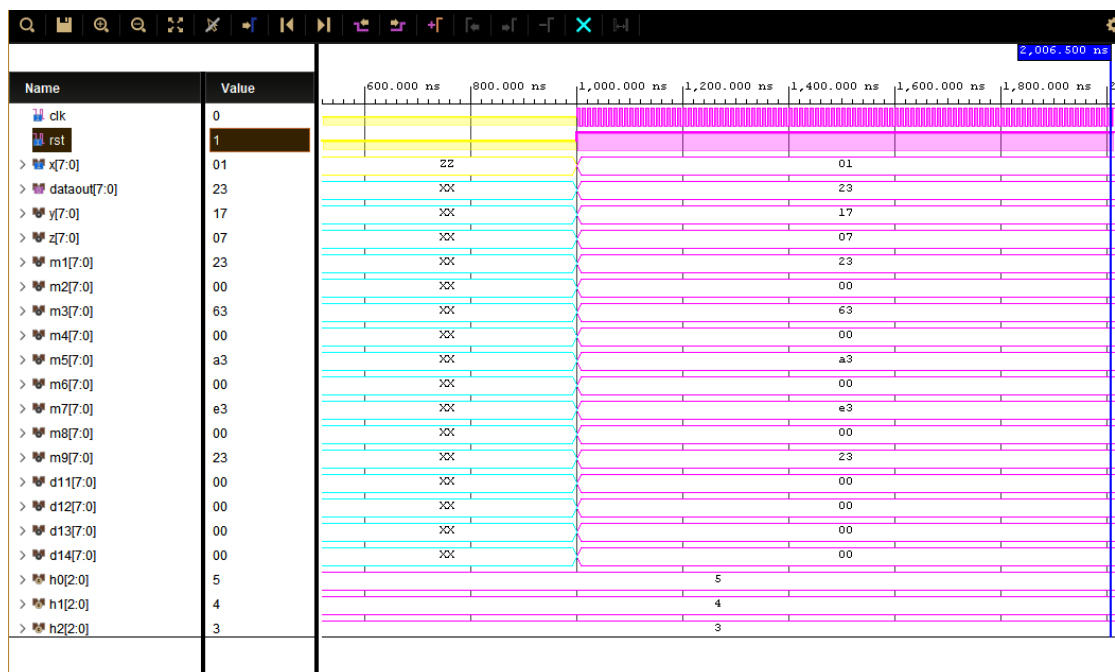 2,006.500 ns
Name Value 600.000 ns 800.000 ns 1,000.000 ns 1,200.000 ns 1,400.000 ns 1,600.000 ns 1,800.000 ns 2
clk 0
rst 1
x[7:0] 01 ZZ 01
dataout[7:0] 23 XX 23
y[7:0] 17 XX 17
z[7:0] 07 XX 07
m1[7:0] 23 XX 23
m2[7:0] 00 XX 00
m3[7:0] 63 XX 63
m4[7:0] 00 XX 00
m5[7:0] a3 XX a3
m6[7:0] 00 XX 00
m7[7:0] e3 XX e3
m8[7:0] 00 XX 00
m9[7:0] 23 XX 23
d11[7:0] 00 XX 00
d12[7:0] 00 XX 00
d13[7:0] 00 XX 00
d14[7:0] 00 XX 00
h0[2:0] 5 5
h1[2:0] 4 4
h2[2:0] 3 3